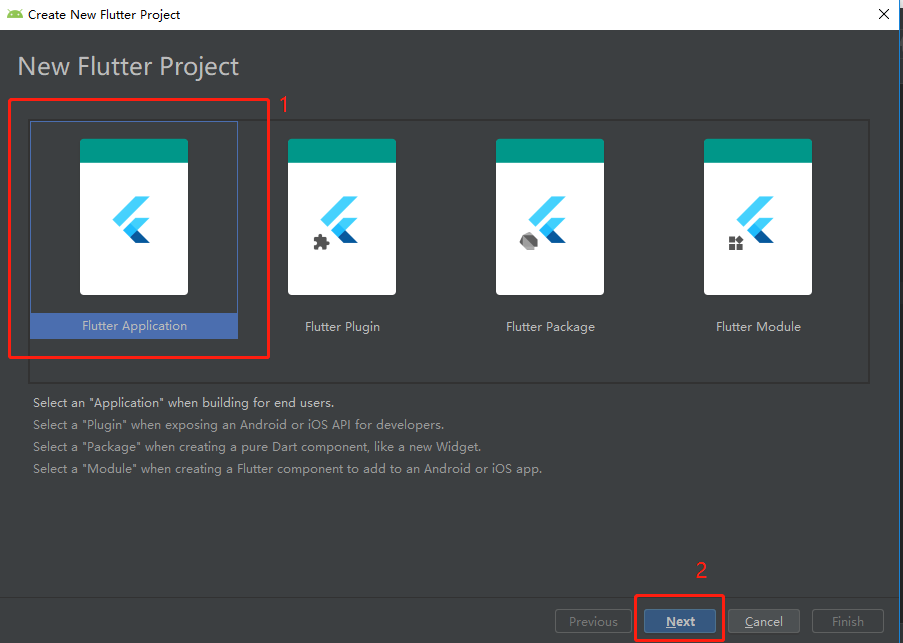 Create New Flutter Project
New Flutter Project
1
Flutter Application
Flutter Plugin
Flutter Package
Flutter Module
Select an "Application" when building for end users.
Select a "Plugin" when exposing an Android or iOS API for developers.
Select a "Package" when creating a pure Dart component, like a new Widget.
Select a "Module" when creating a Flutter component to add to an Android or iOS app.
2
Previous
Next
Cancel
Finish